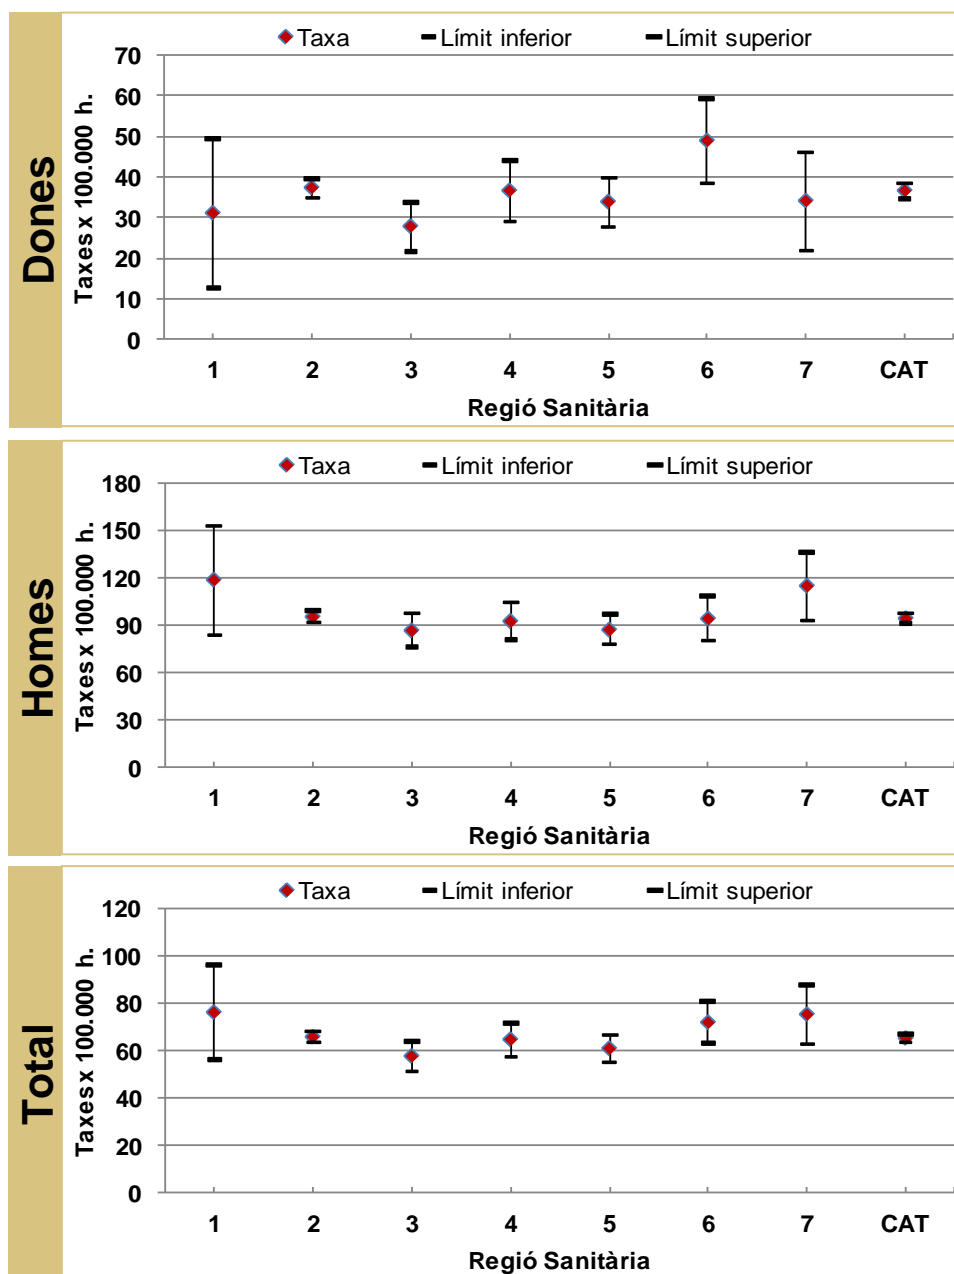 Dones
Taxa Límit inferior Límit superior
Taxes x 100.000 h.
70
60
50
40
30
20
10
0
1 2 3 4 5 6 7 CAT
Regió Sanitària
Homes
Taxa Límit inferior Límit superior
Taxes x 100.000 h.
180
150
120
90
60
30
0
1 2 3 4 5 6 7 CAT
Regió Sanitària
Total
Taxa Límit inferior Límit superior
Taxes x 100.000 h.
120
100
80
60
40
20
0
1 2 3 4 5 6 7 CAT
Regió Sanitària